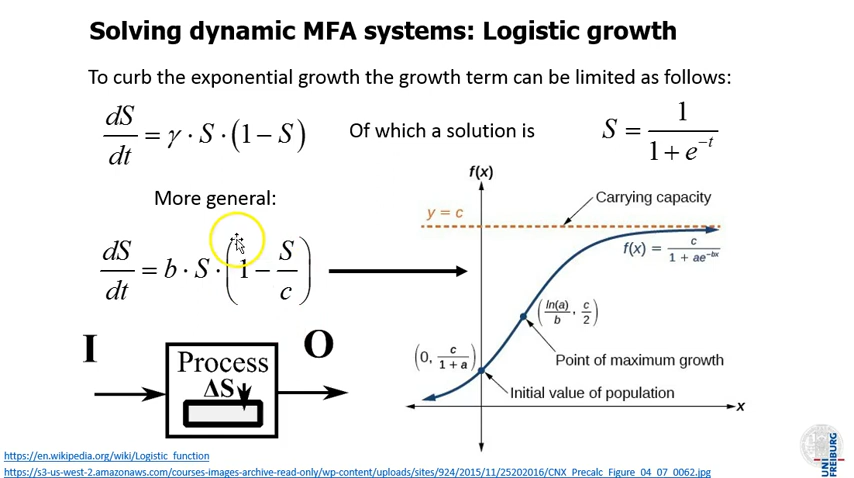 Solving dynamic MFA systems: Logistic growth
To curb the exponential growth the growth term can be limited as follows:
dS/dt = γ · S · (1 − S)
Of which a solution is
S = 1/(1 + e^{−t})
More general:
dS/dt = b · S · (1 − S/c)
f(x)
Carrying capacity
y = c
f(x) = c/(1 + ae^{−bx})
(ln(a)/b, c/2)
Point of maximum growth
(0, c/(1 + a))
Initial value of population
x
I
O
Process
ΔS
https://en.wikipedia.org/wiki/Logistic_function
https://s3-us-west-2.amazonaws.com/courses-images-archive-read-only/wp-content/uploads/sites/924/2015/11/25202016/CNX_Precalc_Figure_04_07_0062.jpg
UNI
FREIBURG